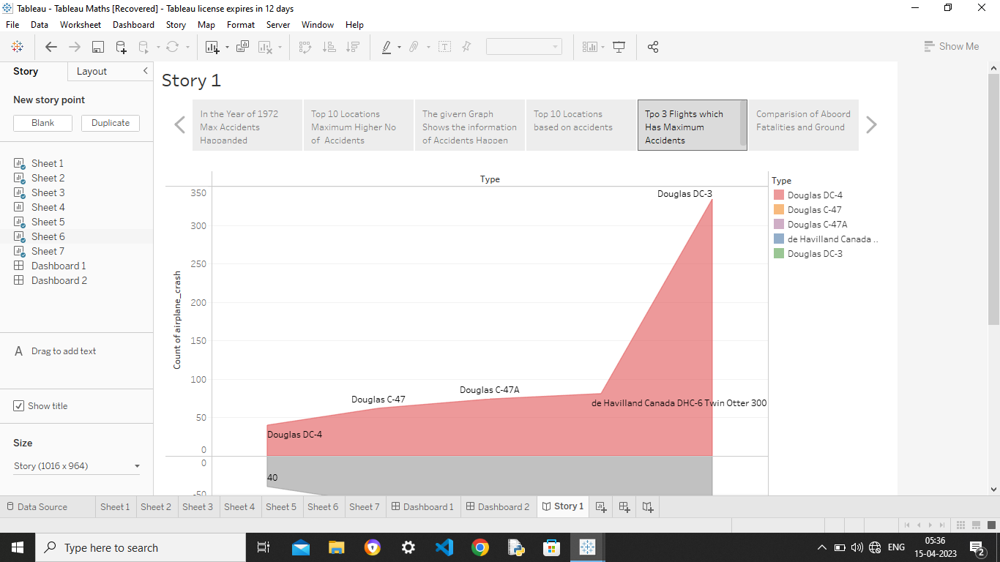 Tableau - Tableau Maths [Recovered] - Tableau license expires in 12 days
File Data Worksheet Dashboard Story Map Format Server Window Help
Show Me
Story Layout
New story point
Blank Duplicate
Sheet 1
Sheet 2
Sheet 3
Sheet 4
Sheet 5
Sheet 6
Sheet 7
Dashboard 1
Dashboard 2
A Drag to add text
Show title
Size
Story (1016 x 964)
Story 1
In the Year of 1972
Max Accidents
Happanded
Top 10 Locations
Maximum Higher No
of Accidents
The givern Graph
Shows the information
of Accidents Happen
Top 10 Locations
based on accidents
Tpo 3 Flights which
Has Maximum
Accidents
Comparision of Aboord
Fatalities and Ground
Type
Count of airplane_crash
350
300
250
200
150
100
50
0
0
-50
Douglas DC-3
Douglas C-47
Douglas C-47A
de Havilland Canada DHC-6 Twin Otter 300
Douglas DC-4
40
Type
Douglas DC-4
Douglas C-47
Douglas C-47A
de Havilland Canada ..
Douglas DC-3
Data Source Sheet 1 Sheet 2 Sheet 3 Sheet 4 Sheet 5 Sheet 6 Sheet 7 Dashboard 1 Dashboard 2 Story 1
Type here to search
ENG
05:36
15-04-2023
2